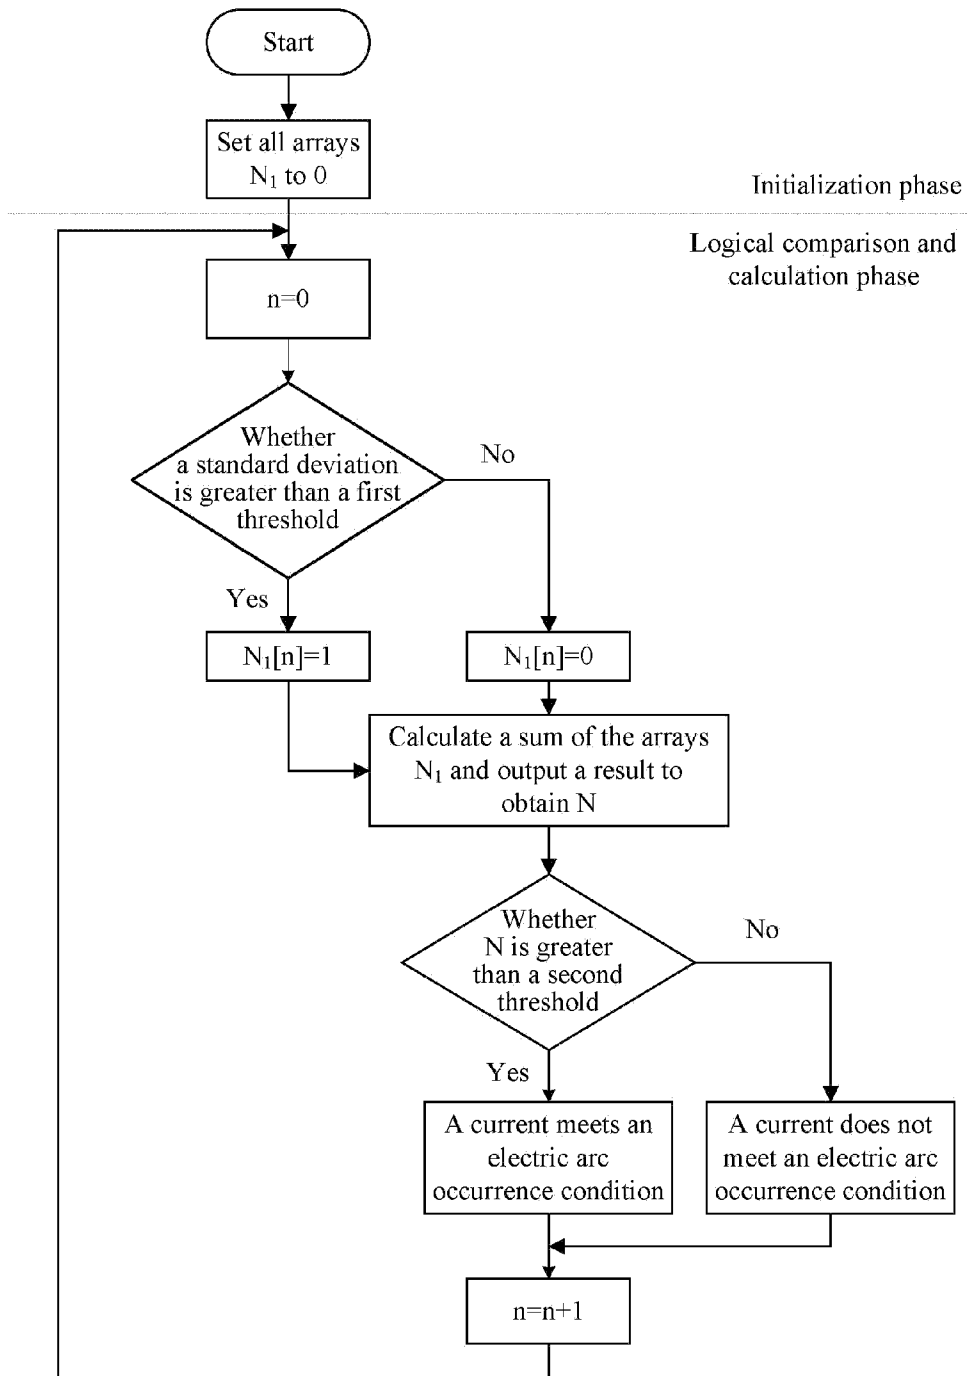 Start
Set all arrays
N₁ to 0
Initialization phase
Logical comparison and
calculation phase
n=0
Whether
a standard deviation
is greater than a first
threshold
No
Yes
N₁[n]=1
N₁[n]=0
Calculate a sum of the arrays
N₁ and output a result to
obtain N
Whether
N is greater
than a second
threshold
No
Yes
A current meets an
electric arc
occurrence condition
A current does not
meet an electric arc
occurrence condition
n=n+1